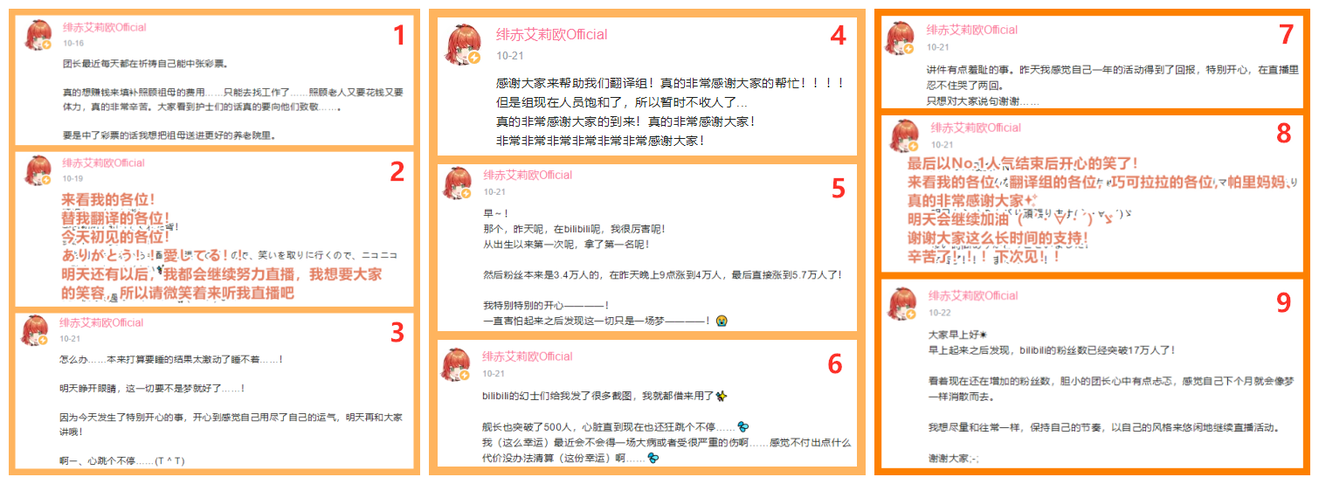 绯赤艾莉欧Official
1
10-16
团长最近每天都在祈祷自己能中张彩票。
真的想赚钱来填补照顾祖母的费用……只能去找工作了……照顾老人又要花钱又要
体力，真的非常辛苦。大家看到护士们的话真的要向他们致敬……。
要是中了彩票的话我想把祖母送进更好的养老院里。
绯赤艾莉欧Official
2
10-19
来看我的各位！
替我翻译的各位！
今天初见的各位！
ありがとう！！愛してる！！
ので、笑いを取りに行くので、ニコニコ
明天还有以后，我都会继续努力直播，我想要大家
的笑容，所以请微笑着来听我直播吧
绯赤艾莉欧Official
3
10-21
怎么办……本来打算要睡的结果太激动了睡不着……！
明天睁开眼睛，这一切要不是梦就好了……！
因为今天发生了特别开心的事，开心到感觉自己用尽了自己的运气，明天再和大家
讲哦！
啊一、心跳个不停……(T＾T)
绯赤艾莉欧Official
4
10-21
感谢大家来帮助我们翻译组！真的非常感谢大家的帮忙！！！！
但是组现在人员饱和了，所以暂时不收人了...
真的非常感谢大家的到来！真的非常感谢大家！
非常非常非常非常非常非常感谢大家！
绯赤艾莉欧Official
5
10-21
早～！
那个，昨天呢，在bilibili呢，我很厉害呢！
从出生以来第一次呢，拿了第一名呢！
然后粉丝本来是3.4万人的，在昨天晚上9点涨到4万人，最后直接涨到5.7万人了！
我特别特别的开心————！
一直害怕起来之后发现这一切只是一场梦————！😭
绯赤艾莉欧Official
6
10-21
bilibili的幻士们给我发了很多截图，我就都借来用了✨
舰长也突破了500人，心脏直到现在也还狂跳个不停……💘
我（这么幸运）最近会不会得一场大病或者受很严重的伤啊……感觉不付出点什么
代价没办法清算（这份幸运）啊……
绯赤艾莉欧Official
7
10-21
讲件有点羞耻的事。昨天我感觉自己一年的活动得到了回报，特别开心，在直播里
忍不住哭了两回。
只想对大家说句谢谢……
绯赤艾莉欧Official
8
10-21
最后以No.1人气结束后开心的笑了！
来看我的各位、翻译组的各位、巧可拉拉的各位、帕里妈妈、
真的非常感谢大家✨
明天会继续加油（｀・∀・´）ゞ
谢谢大家这么长时间的支持！
辛苦了！！！下次见！！
绯赤艾莉欧Official
9
10-22
大家早上好☀
早上起来之后发现，bilibili的粉丝数已经突破17万人了！
看着现在还在增加的粉丝数，胆小的团长心中有点忐忑，感觉自己下个月就会像梦
一样消散而去。
我想尽量和往常一样，保持自己的节奏，以自己的风格来悠闲地继续直播活动。
谢谢大家;-;